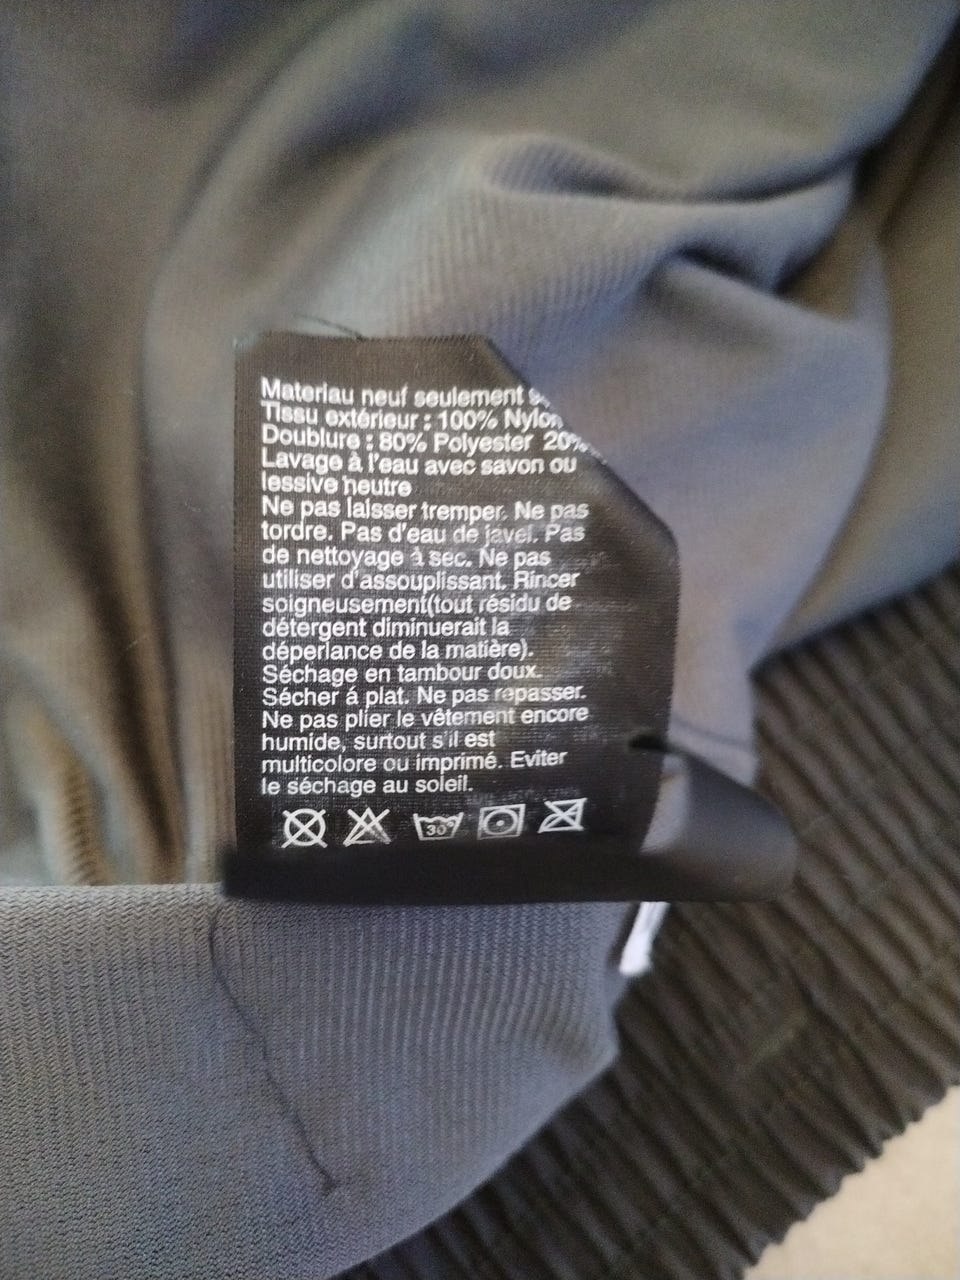 Materiau neuf seulement
Tissu extérieur : 100% Nylon
Doublure : 80% Polyester 20%
Lavage à l'eau avec savon ou
lessive neutre
Ne pas laisser tremper. Ne pas
tordre. Pas d'eau de javel. Pas
de nettoyage à sec. Ne pas
utiliser d'assouplissant. Rincer
soigneusement(tout résidu de
détergent diminuerait la
déperlance de la matière).
Séchage en tambour doux.
Sécher á plat. Ne pas repasser.
Ne pas plier le vêtement encore
humide, surtout s'il est
multicolore ou imprimé. Eviter
le séchage au soleil.
30°